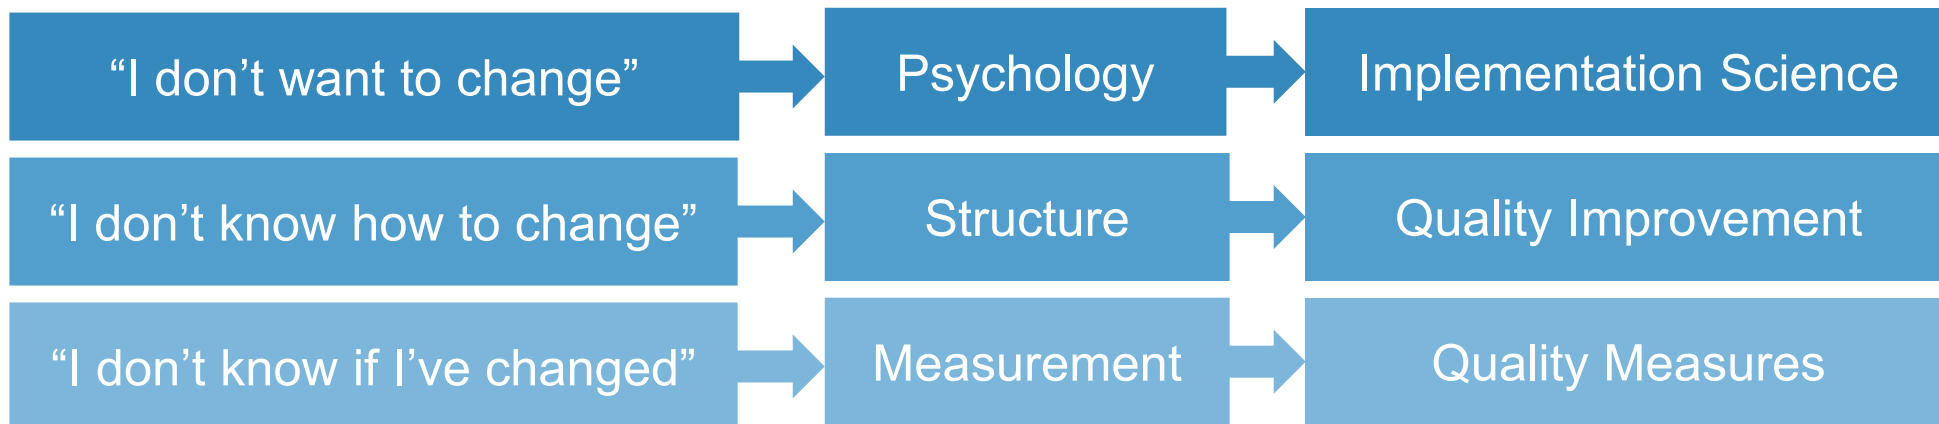 “I don’t want to change”
Psychology
Implementation Science
“I don’t know how to change”
Structure
Quality Improvement
“I don’t know if I’ve changed”
Measurement
Quality Measures